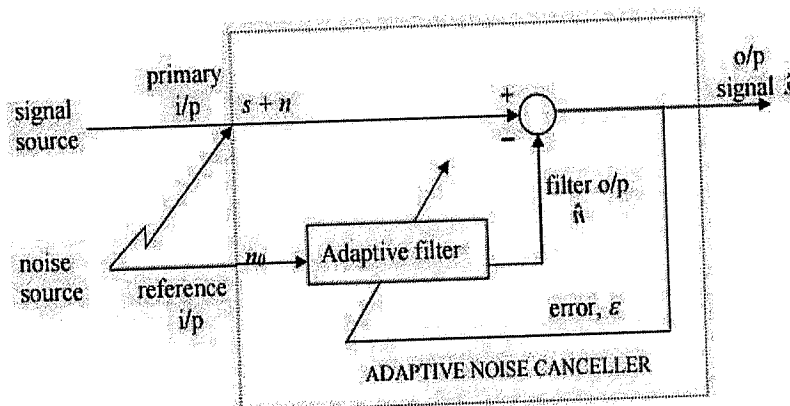 primary
i/p
signal
source
s + n
+
−
o/p
signal
filter o/p
n̂
Adaptive filter
noise
source
n₀
reference
i/p
error, ε
ADAPTIVE NOISE CANCELLER